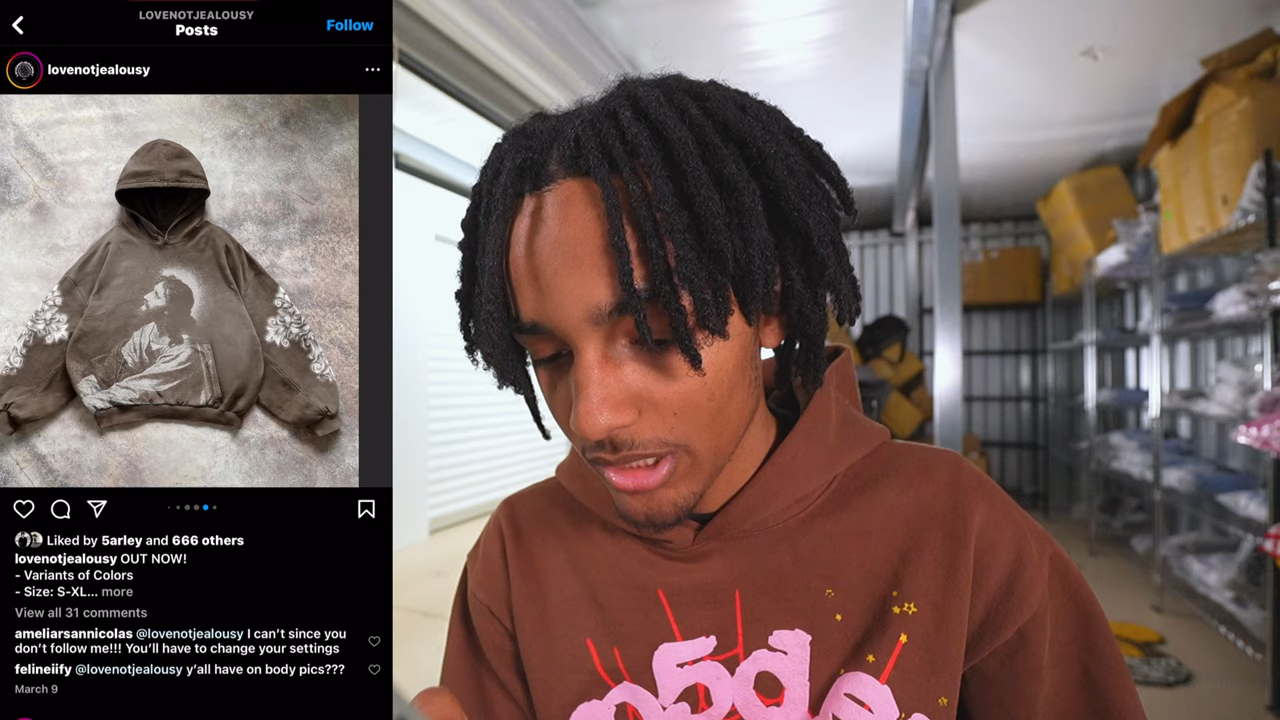 LOVENOTJEALOUSY
Posts
Follow
lovenotjealousy
Liked by 5arley and 666 others
lovenotjealousy OUT NOW!
- Variants of Colors
- Size: S-XL... more
View all 31 comments
ameliarsannicolas @lovenotjealousy I can't since you
don't follow me!!! You'll have to change your settings
felineiify @lovenotjealousy y'all have on body pics???
March 9